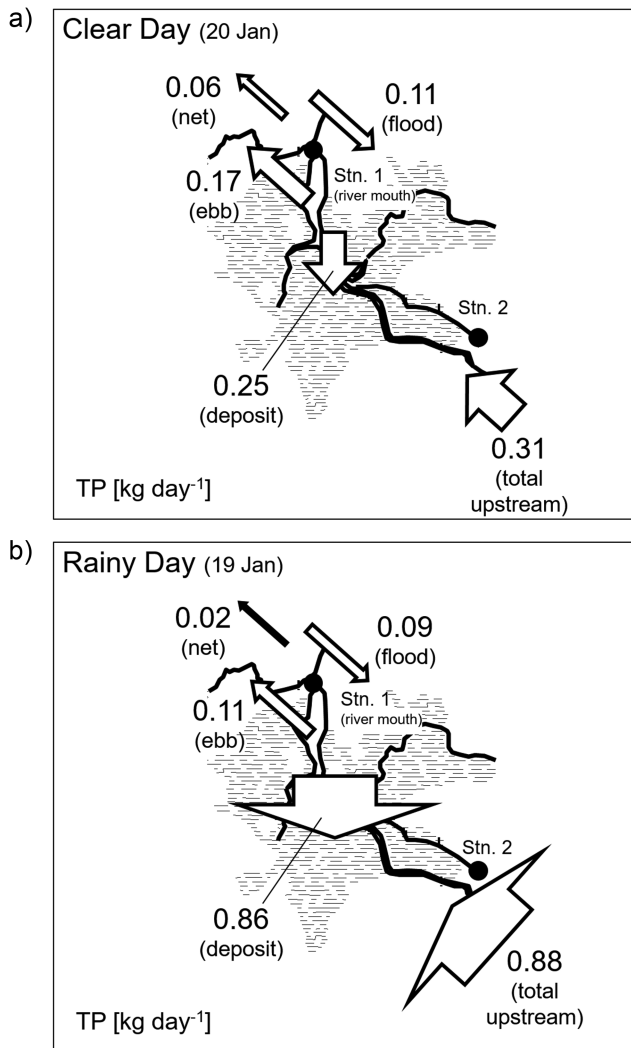 a)
Clear Day (20 Jan)
0.06
(net)
0.11
(flood)
0.17
(ebb)
Stn. 1
(river mouth)
Stn. 2
0.25
(deposit)
0.31
(total
upstream)
TP [kg day-1]
b)
Rainy Day (19 Jan)
0.02
(net)
0.09
(flood)
0.11
(ebb)
Stn. 1
(river mouth)
Stn. 2
0.86
(deposit)
0.88
(total
upstream)
TP [kg day-1]